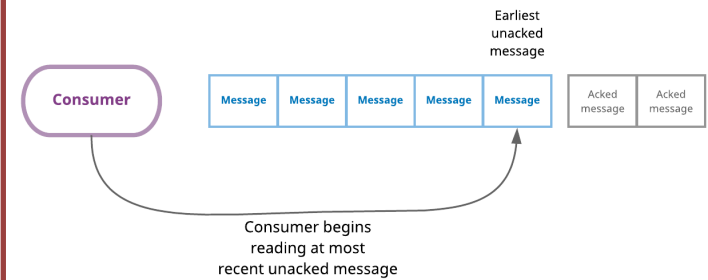 Earliest
unacked
message
Consumer
Message
Message
Message
Message
Message
Acked
message
Acked
message
Consumer begins
reading at most
recent unacked message